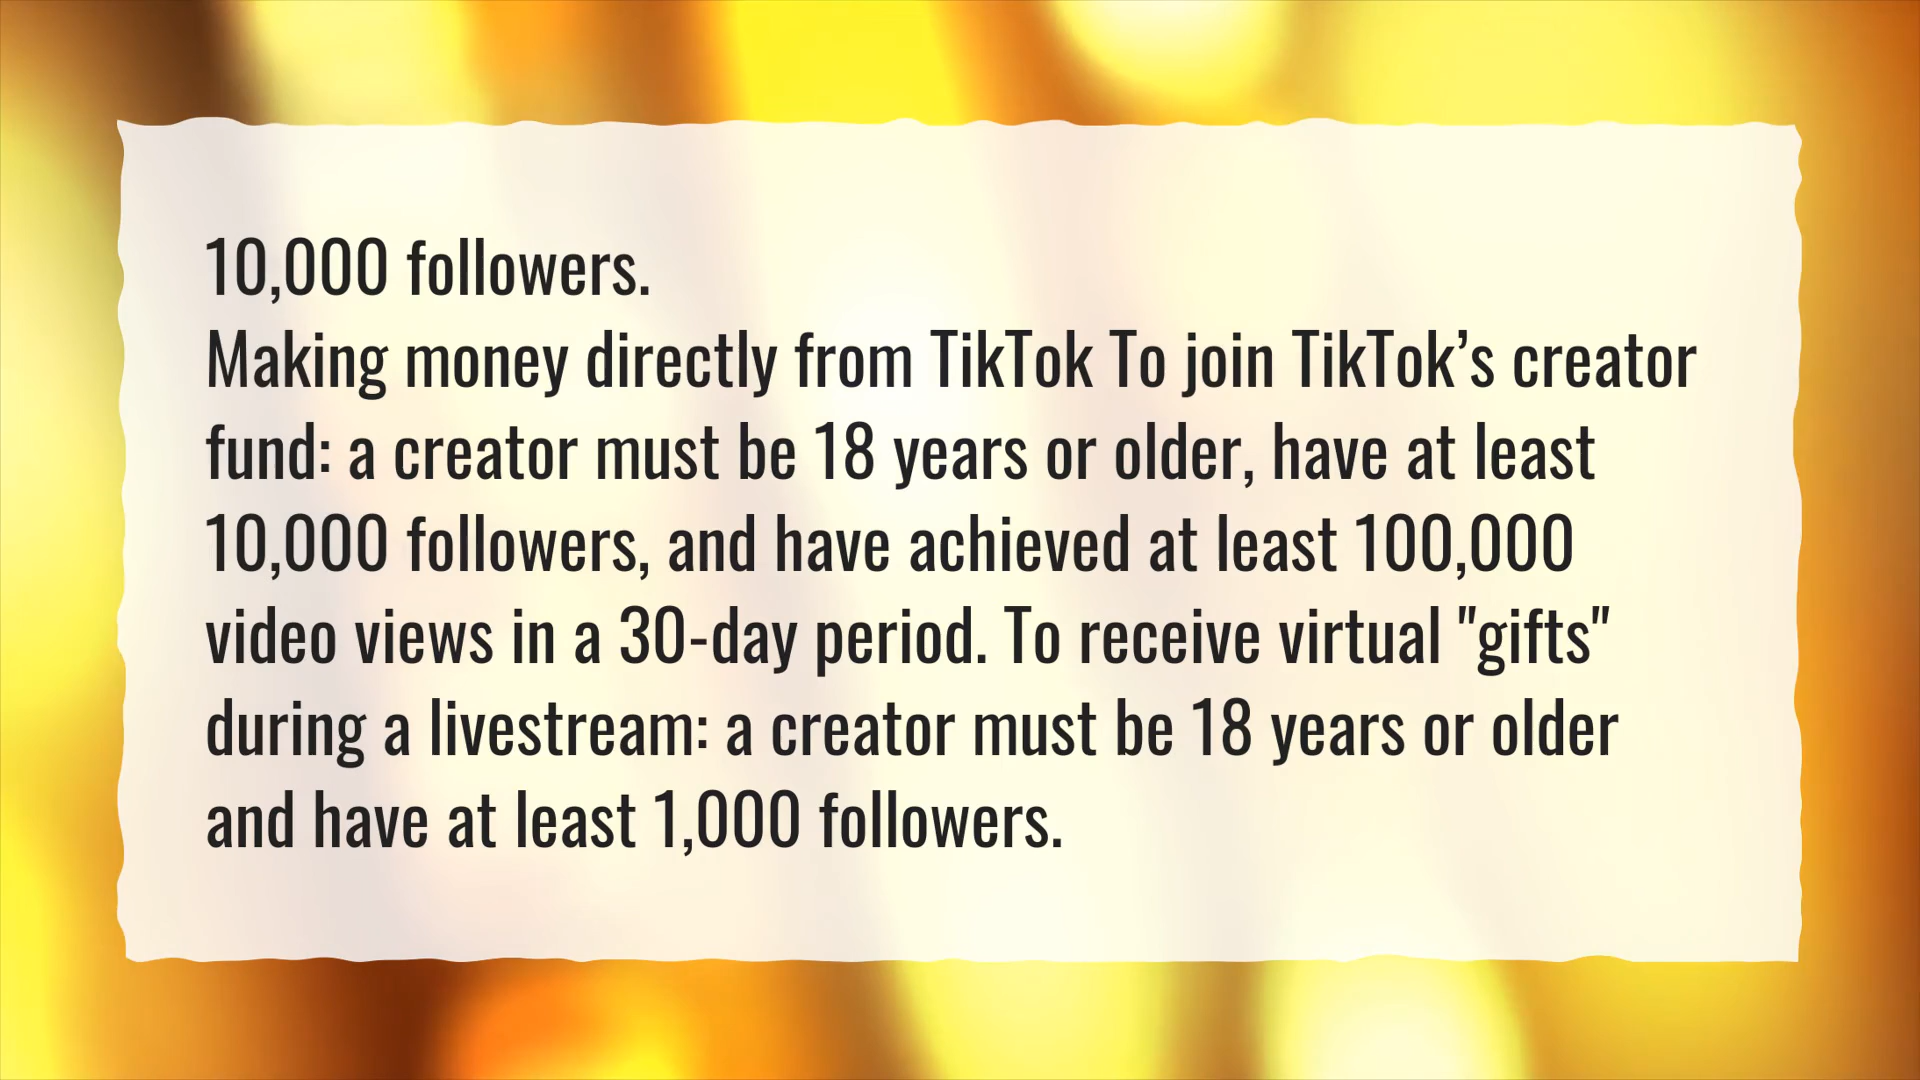 10,000 followers.
Making money directly from TikTok To join TikTok’s creator
fund: a creator must be 18 years or older, have at least
10,000 followers, and have achieved at least 100,000
video views in a 30-day period. To receive virtual "gifts"
during a livestream: a creator must be 18 years or older
and have at least 1,000 followers.